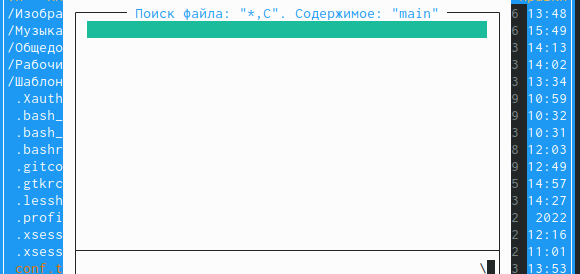 Поиск файла: "*,C". Содержимое: "main"
/Изобра 6 13:48
/Музыка 6 15:49
/Общедо 3 14:13
/Рабочи 3 14:02
/Шаблон 3 13:34
.Xauth 9 10:59
.bash_ 9 10:32
.bash_ 3 10:31
.bashr 8 12:03
.gitco 9 12:49
.gtkrc 5 14:57
.lessh 3 14:27
.profi 2 2022
.xsess 2 12:16
.xsess 2 11:01
conf.t \ 3 13:53